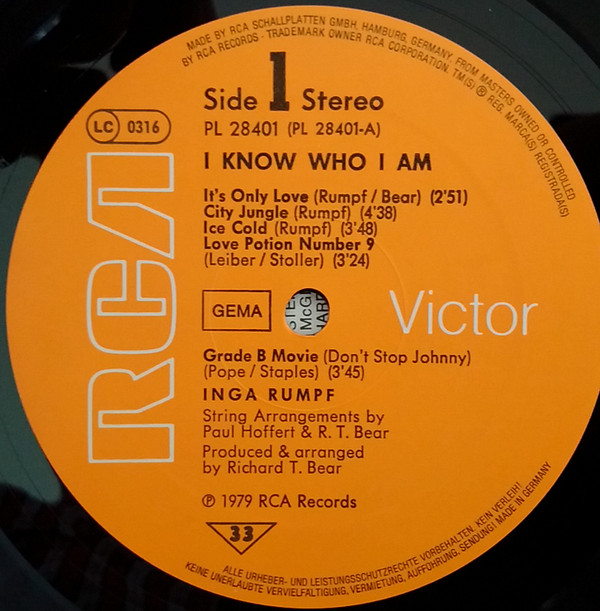 MADE BY RCA SCHALLPLATTEN GMBH, HAMBURG, GERMANY, FROM MASTERS OWNED OR CONTROLLED
BY RCA RECORDS · TRADEMARK OWNER RCA CORPORATION. TM(S) ® REG. MARCA(S) REGISTRADA(S)
Side 1 Stereo
PL 28401 (PL 28401-A)
LC 0316
I KNOW WHO I AM
It's Only Love (Rumpf / Bear) (2'51)
City Jungle (Rumpf) (4'38)
Ice Cold (Rumpf) (3'48)
Love Potion Number 9
(Leiber / Stoller) (3'24)
RCA
GEMA
Victor
Grade B Movie (Don't Stop Johnny)
(Pope / Staples) (3'45)
INGA RUMPF
String Arrangements by
Paul Hoffert & R. T. Bear
Produced & arranged
by Richard T. Bear
℗ 1979 RCA Records
33
ALLE URHEBER- UND LEISTUNGSSCHUTZRECHTE VORBEHALTEN, KEIN VERLEIH!
KEINE UNERLAUBTE VERVIELFÄLTIGUNG, VERMIETUNG, AUFFÜHRUNG, SENDUNG! MADE IN GERMANY